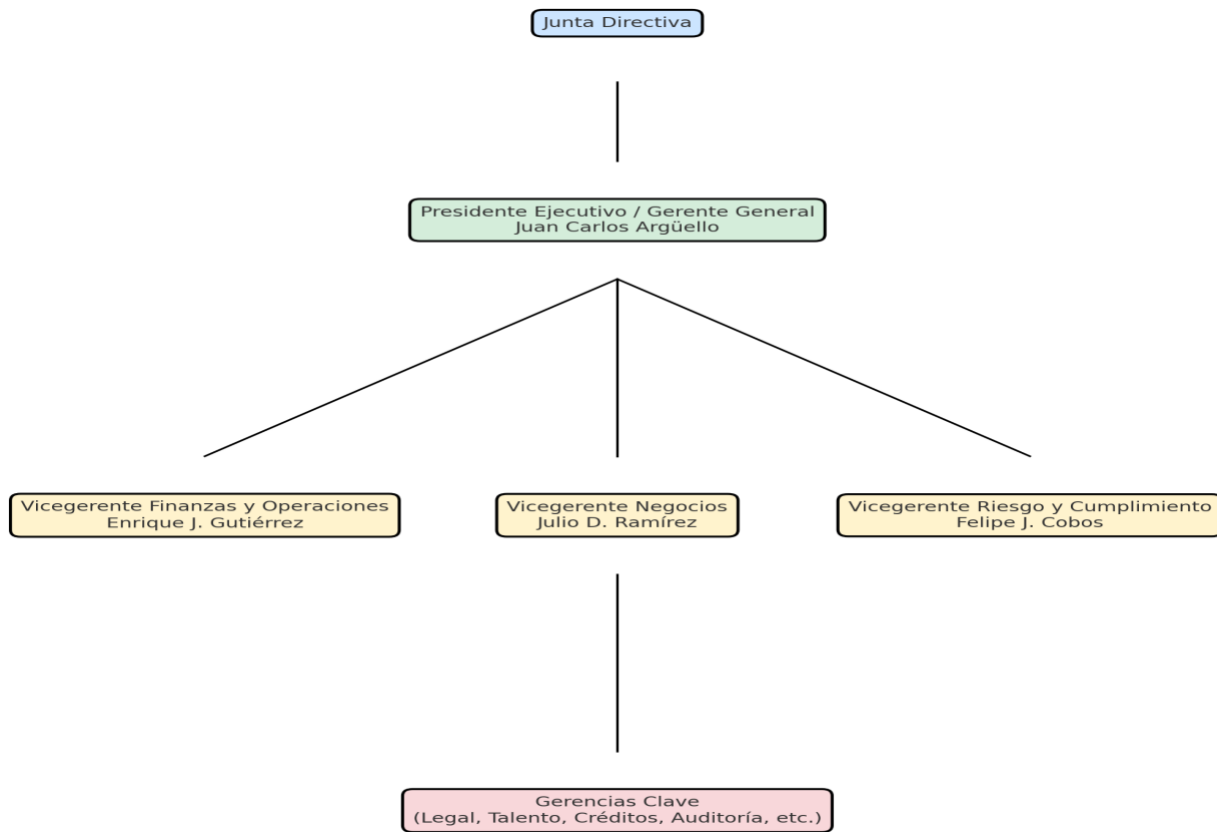 Junta Directiva
Presidente Ejecutivo / Gerente General
Juan Carlos Argüello
Vicegerente Finanzas y Operaciones
Enrique J. Gutiérrez
Vicegerente Negocios
Julio D. Ramírez
Vicegerente Riesgo y Cumplimiento
Felipe J. Cobos
Gerencias Clave
(Legal, Talento, Créditos, Auditoría, etc.)